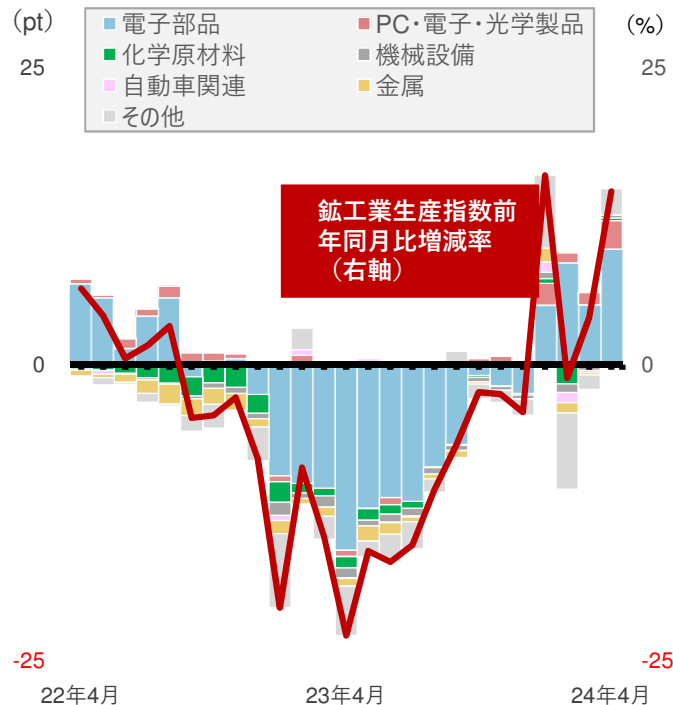 (pt)
(%)
電子部品
PC・電子・光学製品
化学原材料
機械設備
自動車関連
金属
その他
25
25
鉱工業生産指数前
年同月比増減率
（右軸）
0
0
-25
-25
22年4月
23年4月
24年4月